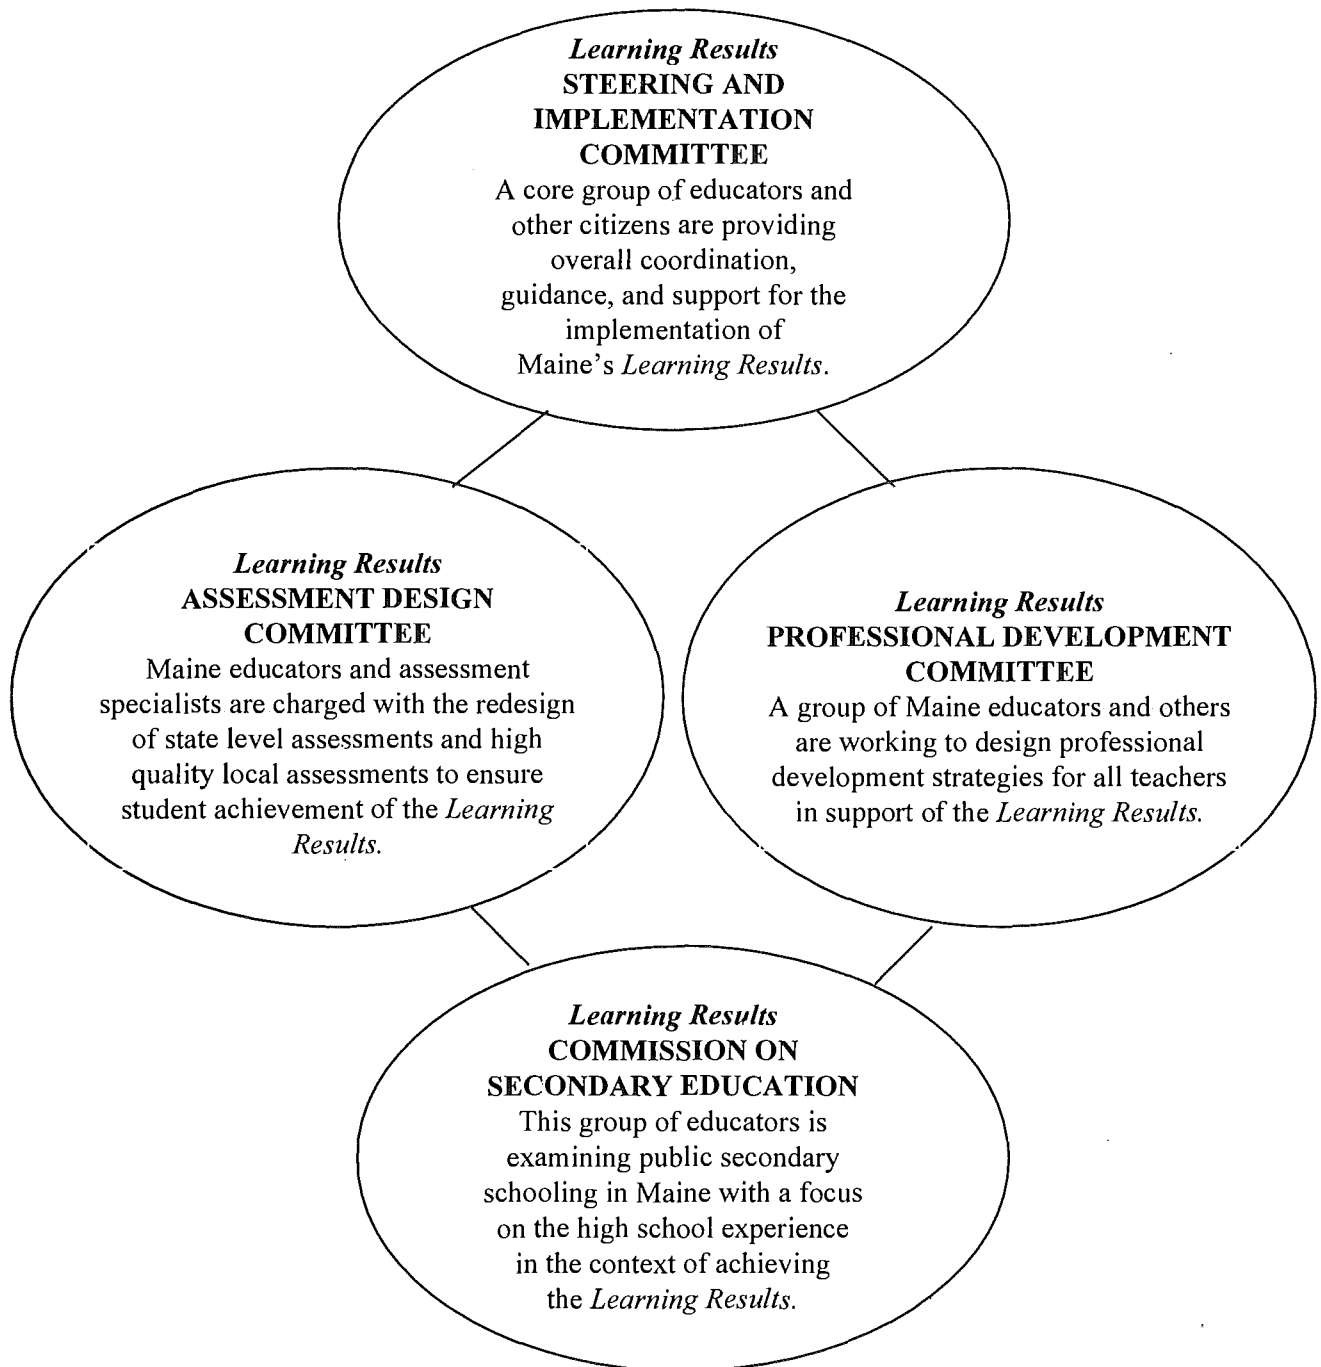 Learning Results
STEERING AND
IMPLEMENTATION
COMMITTEE
A core group of educators and
other citizens are providing
overall coordination,
guidance, and support for the
implementation of
Maine's Learning Results.
Learning Results
ASSESSMENT DESIGN
COMMITTEE
Maine educators and assessment
specialists are charged with the redesign
of state level assessments and high
quality local assessments to ensure
student achievement of the Learning
Results.
Learning Results
PROFESSIONAL DEVELOPMENT
COMMITTEE
A group of Maine educators and others
are working to design professional
development strategies for all teachers
in support of the Learning Results.
Learning Results
COMMISSION ON
SECONDARY EDUCATION
This group of educators is
examining public secondary
schooling in Maine with a focus
on the high school experience
in the context of achieving
the Learning Results.